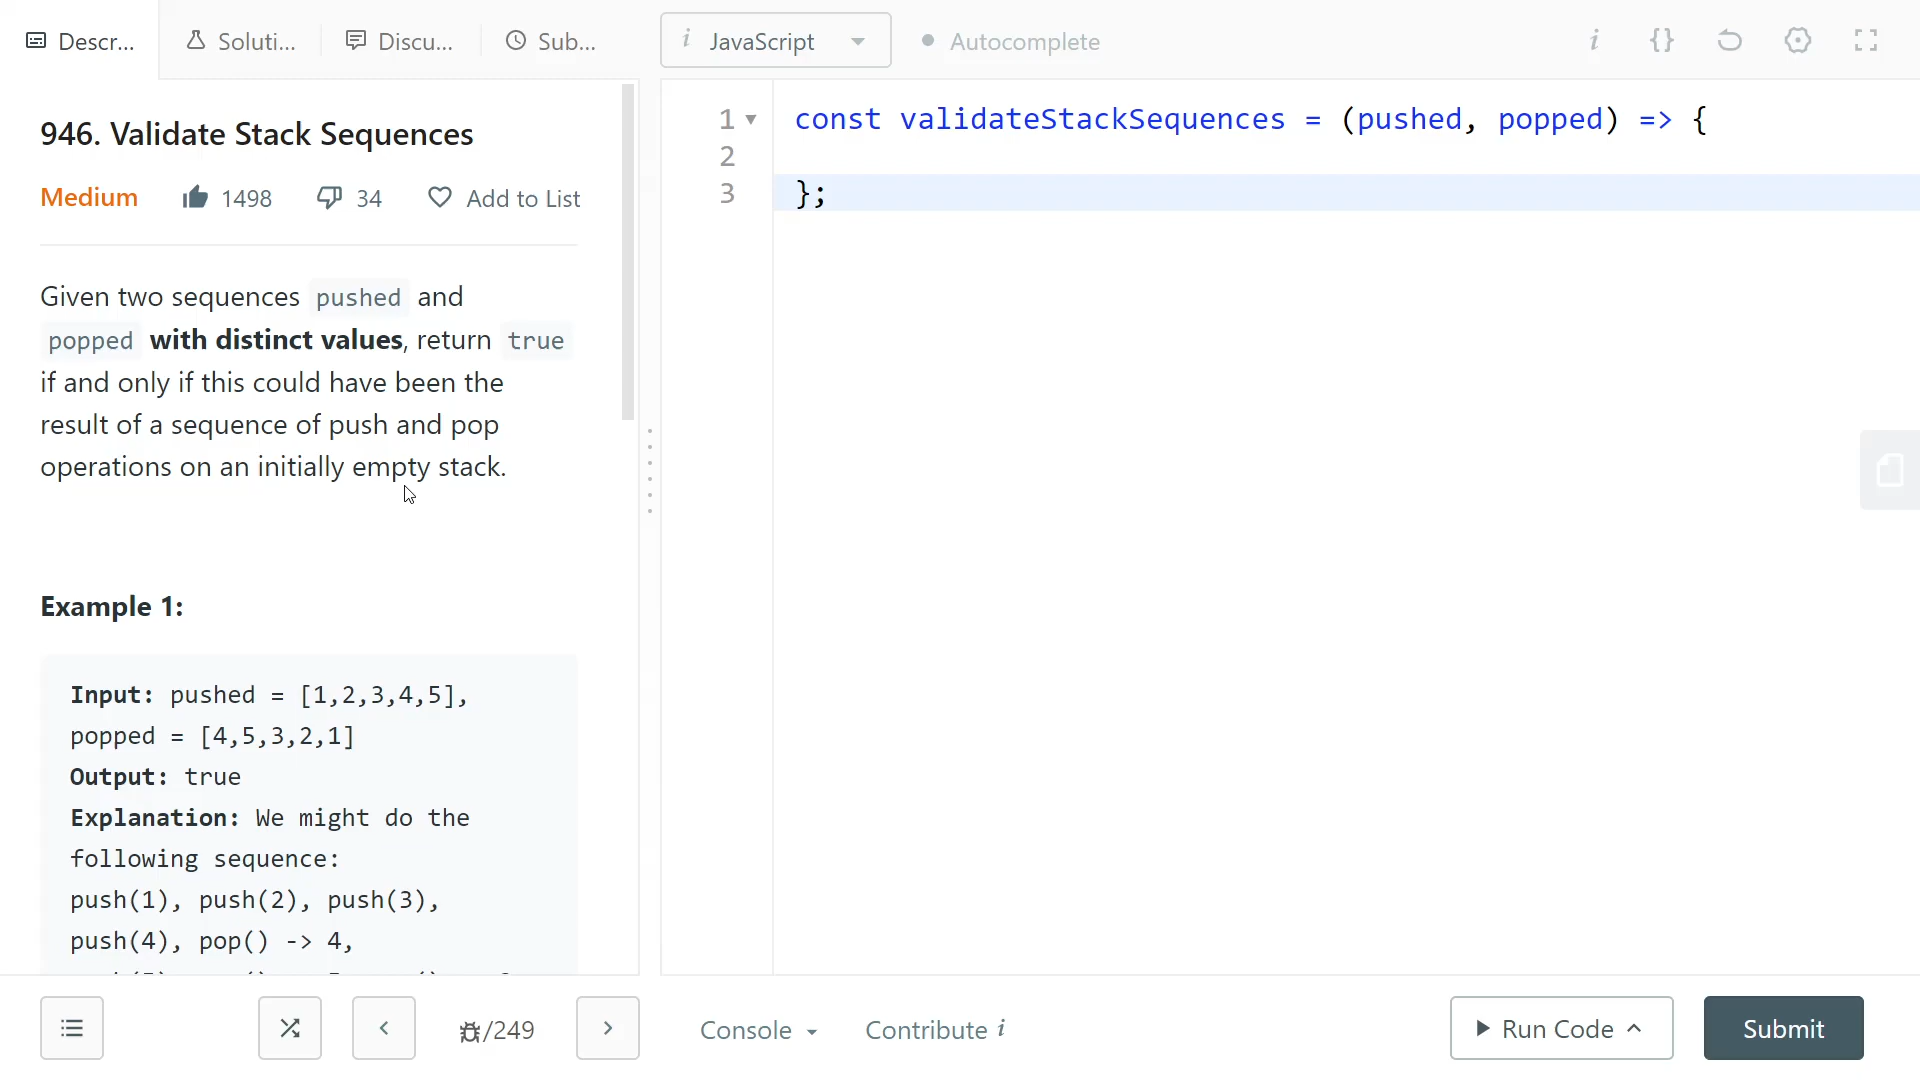 Descr...
Soluti...
Discu...
Sub...
i JavaScript
Autocomplete
i {}
946. Validate Stack Sequences
Medium 1498 34 Add to List
Given two sequences pushed and
popped with distinct values, return true
if and only if this could have been the
result of a sequence of push and pop
operations on an initially empty stack.
Example 1:
Input: pushed = [1,2,3,4,5],
popped = [4,5,3,2,1]
Output: true
Explanation: We might do the
following sequence:
push(1), push(2), push(3),
push(4), pop() -> 4,
1 const validateStackSequences = (pushed, popped) => {
2
3 };
/249
Console
Contribute i
Run Code
Submit